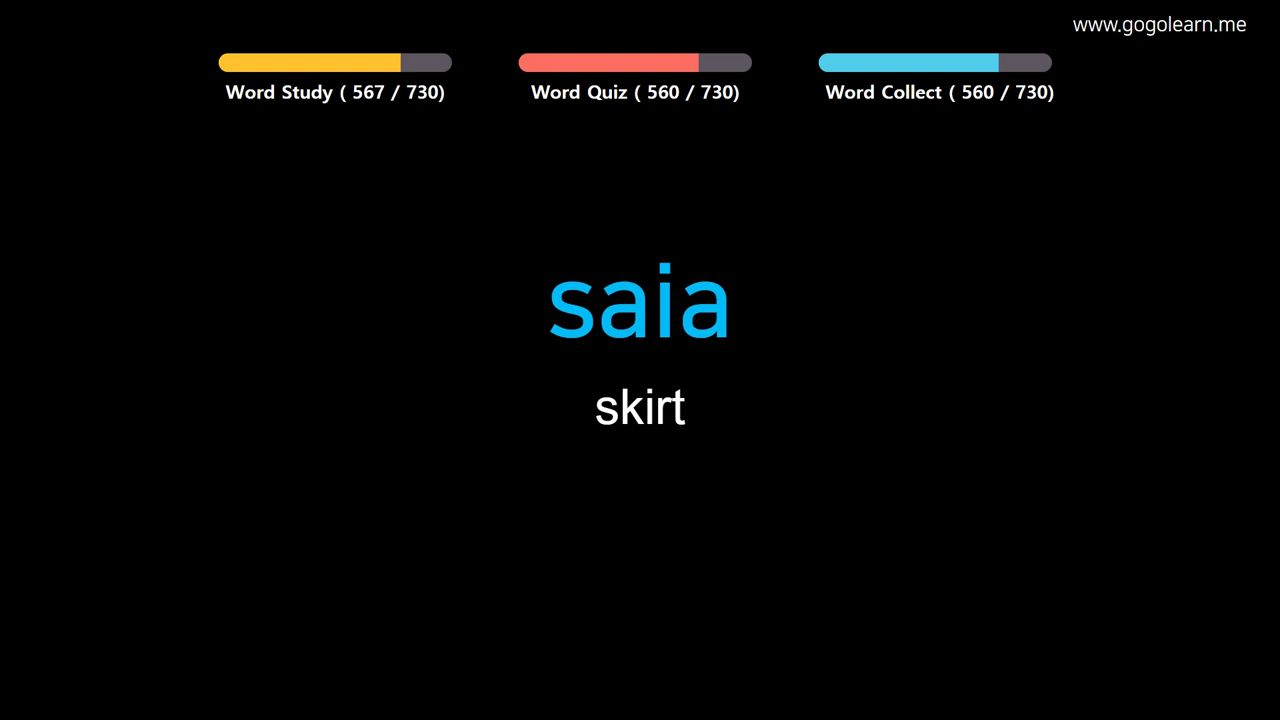 www.gogolearn.me
Word Study ( 567 / 730)
Word Quiz ( 560 / 730)
Word Collect ( 560 / 730)
saia
skirt